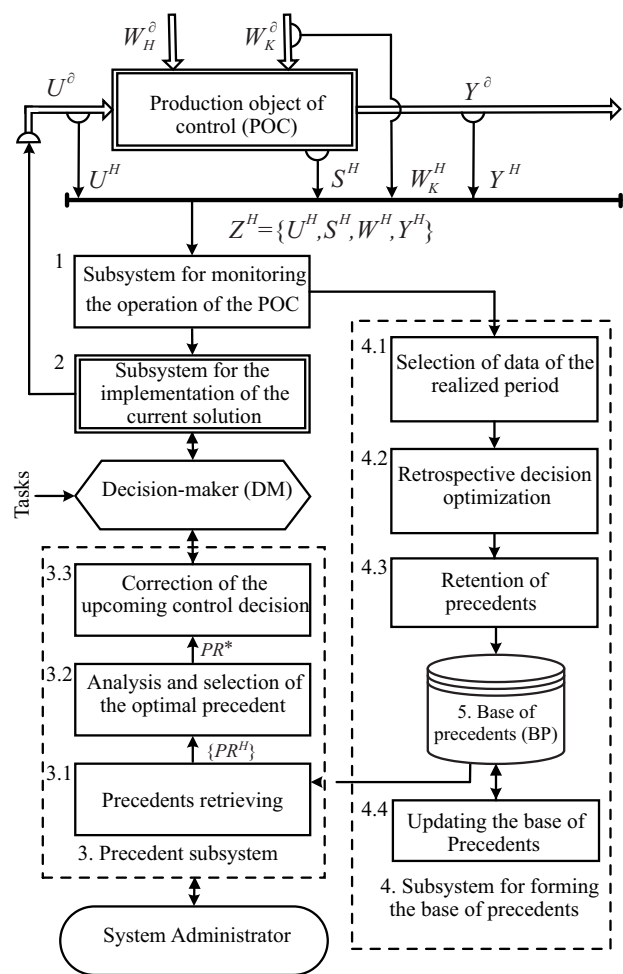 W_H^∂
W_K^∂
U^∂
Production object of
control (POC)
Y^∂
U^H
S^H
W_K^H
Y^H
Z^H={U^H,S^H,W^H,Y^H}
1
Subsystem for monitoring
the operation of the POC
2
Subsystem for the
implementation of the
current solution
Tasks
Decision-maker (DM)
3.3
Correction of the
upcoming control decision
PR*
3.2
Analysis and selection of
the optimal precedent
{PR^H}
3.1
Precedents retrieving
3. Precedent subsystem
System Administrator
4.1
Selection of data of the
realized period
4.2
Retrospective decision
optimization
4.3
Retention of
precedents
5. Base of
precedents (BP)
4.4
Updating the base of
Precedents
4. Subsystem for forming
the base of precedents